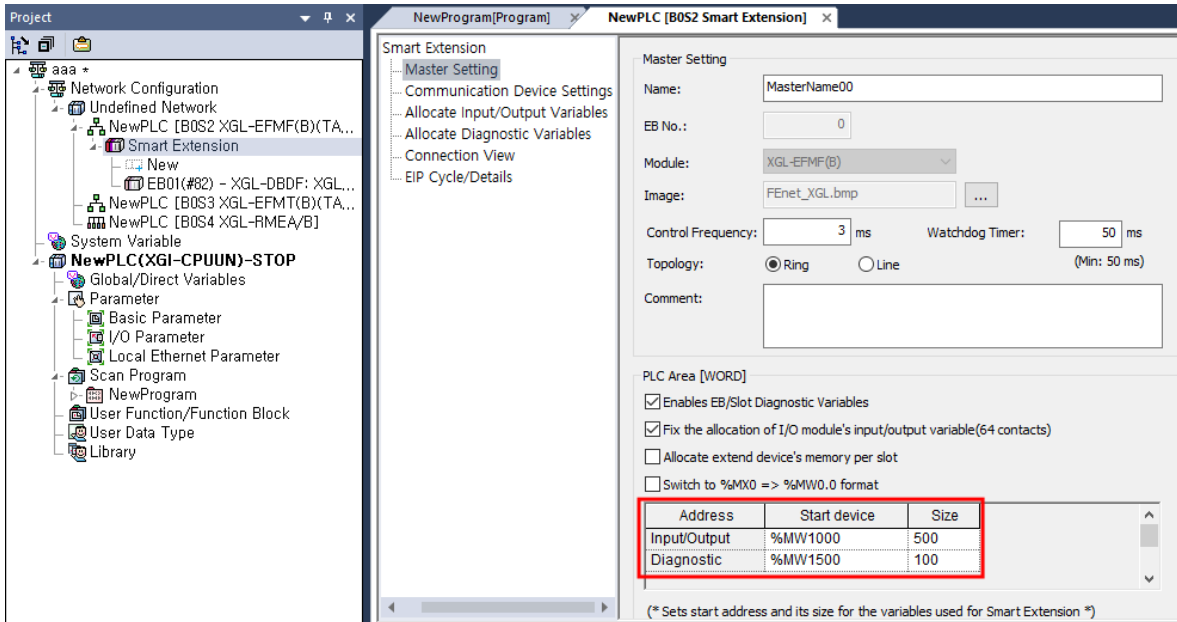 Project
aaa *
Network Configuration
Undefined Network
NewPLC [B0S2 XGL-EFMF(B)(TA...
Smart Extension
New
EB01(#82) - XGL-DBDF: XGL...
NewPLC [B0S3 XGL-EFMT(B)(TA...
NewPLC [B0S4 XGL-RMEA/B]
System Variable
NewPLC(XGI-CPUUN)-STOP
Global/Direct Variables
Parameter
Basic Parameter
I/O Parameter
Local Ethernet Parameter
Scan Program
NewProgram
User Function/Function Block
User Data Type
Library
NewProgram[Program]
NewPLC [B0S2 Smart Extension]
Smart Extension
Master Setting
Communication Device Settings
Allocate Input/Output Variables
Allocate Diagnostic Variables
Connection View
EIP Cycle/Details
Master Setting
Name: MasterName00
EB No.: 0
Module: XGL-EFMF(B)
Image: FEnet_XGL.bmp ...
Control Frequency: 3 ms Watchdog Timer: 50 ms
Topology: Ring Line (Min: 50 ms)
Comment:
PLC Area [WORD]
Enables EB/Slot Diagnostic Variables
Fix the allocation of I/O module's input/output variable(64 contacts)
Allocate extend device's memory per slot
Switch to %MX0 => %MW0.0 format
Address Start device Size
Input/Output %MW1000 500
Diagnostic %MW1500 100
(* Sets start address and its size for the variables used for Smart Extension *)